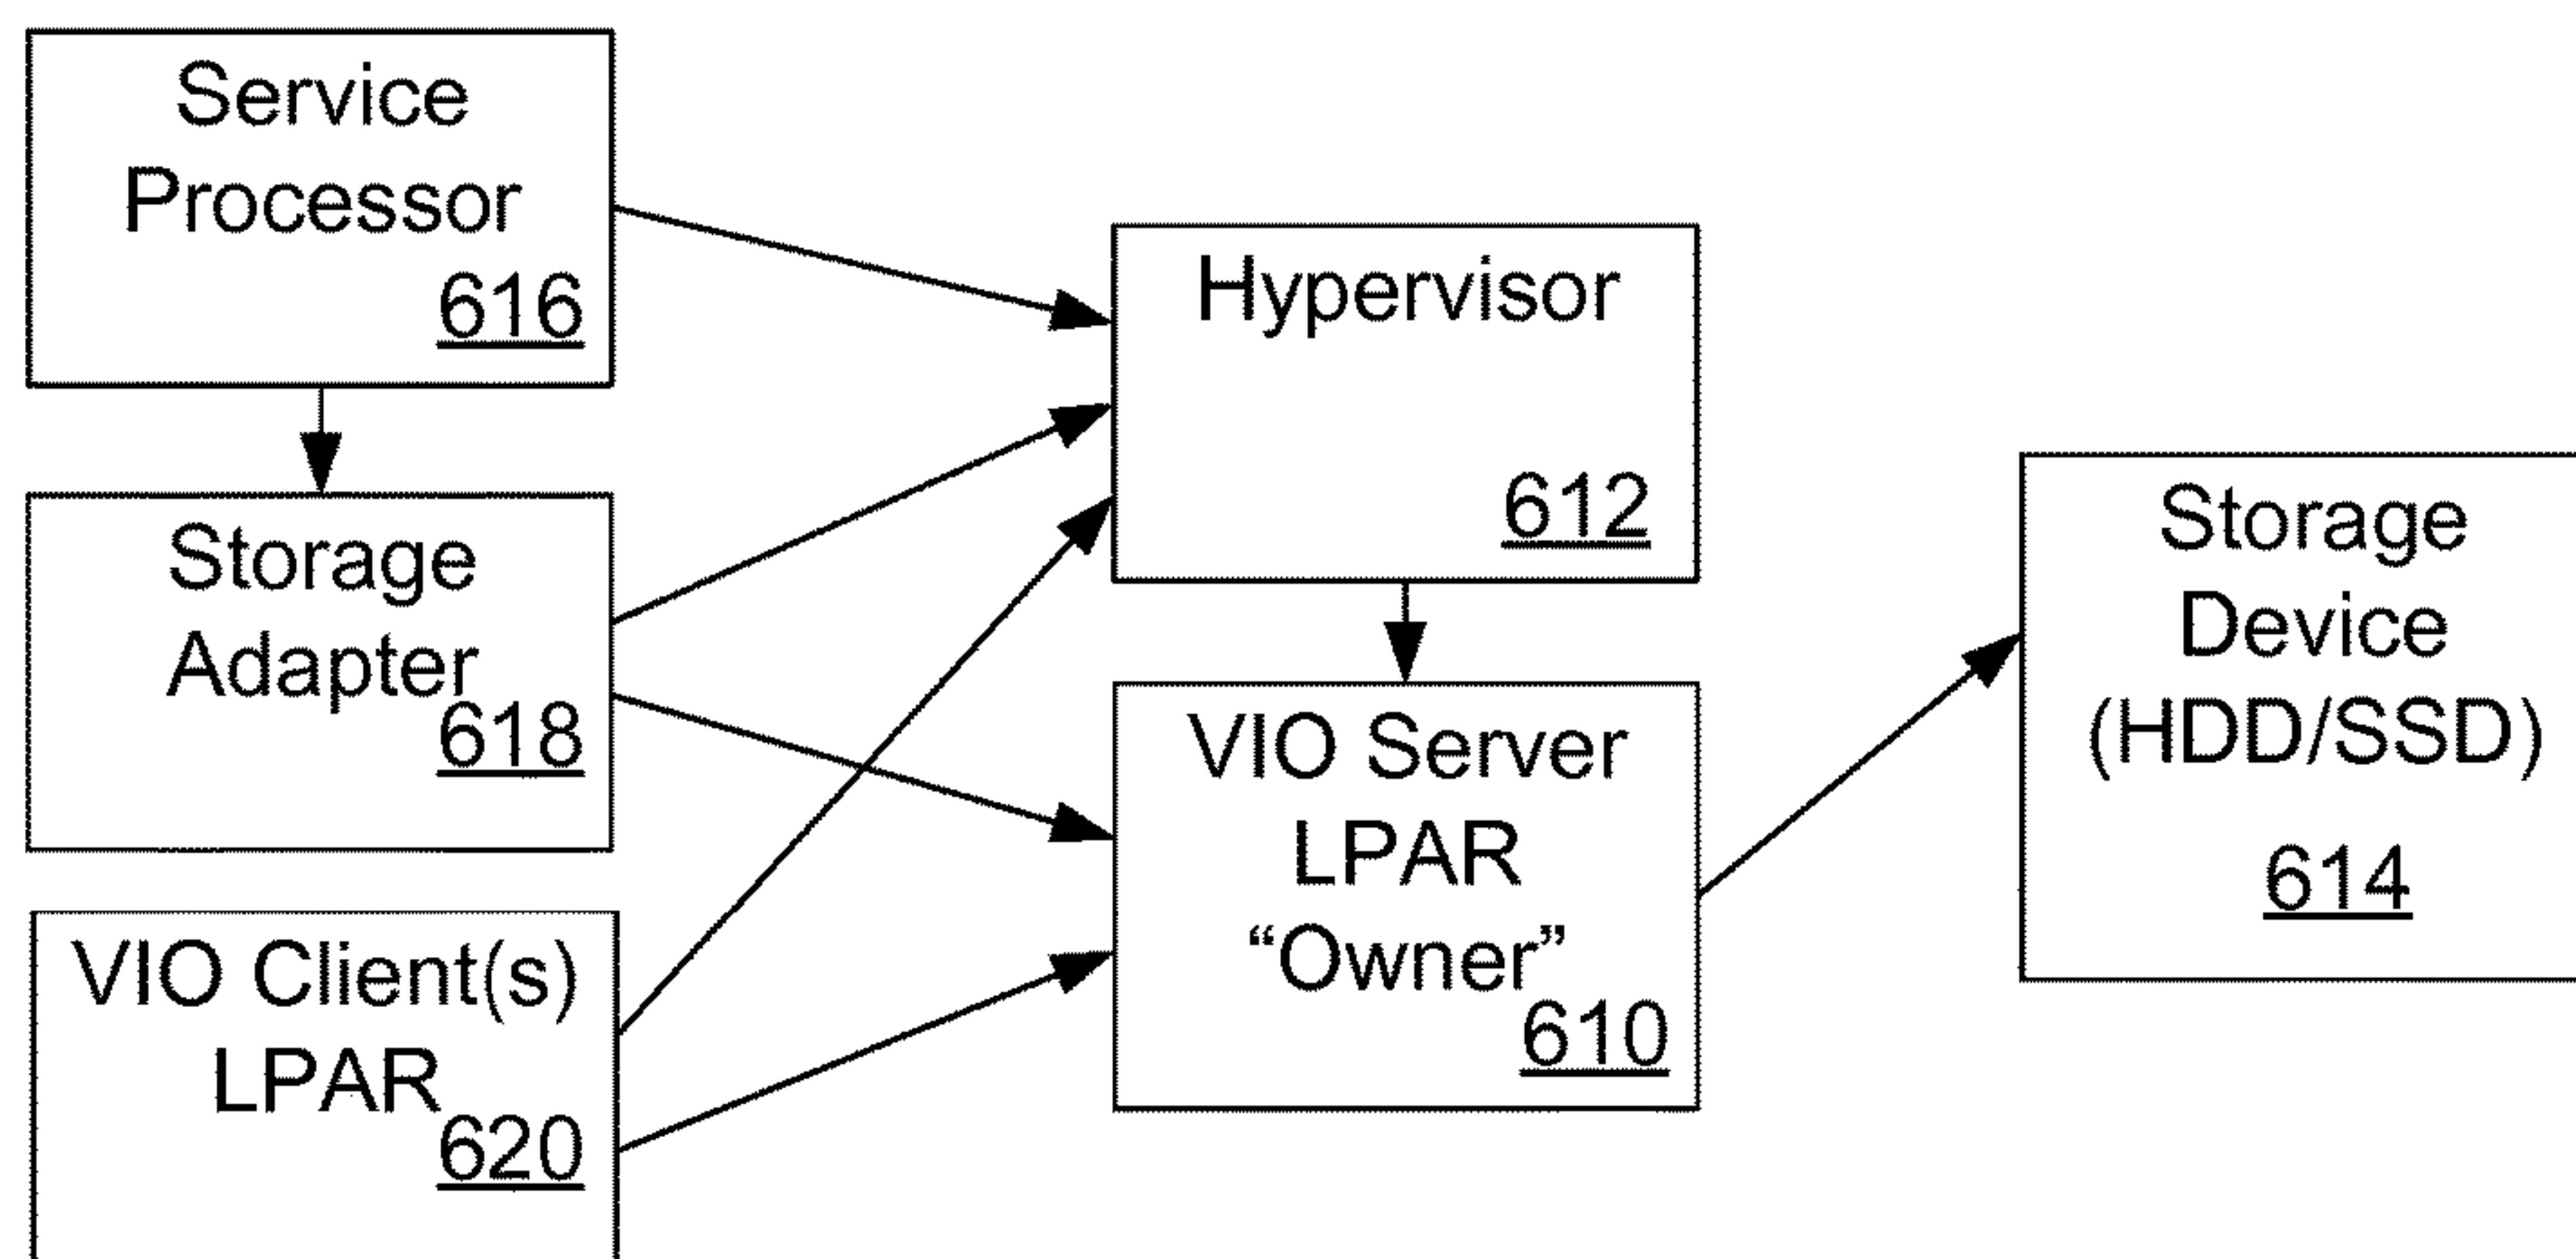 Service
Processor
616
Storage
Adapter
618
VIO Client(s)
LPAR
620
Hypervisor
612
VIO Server
LPAR
“Owner”
610
Storage
Device
(HDD/SSD)
614